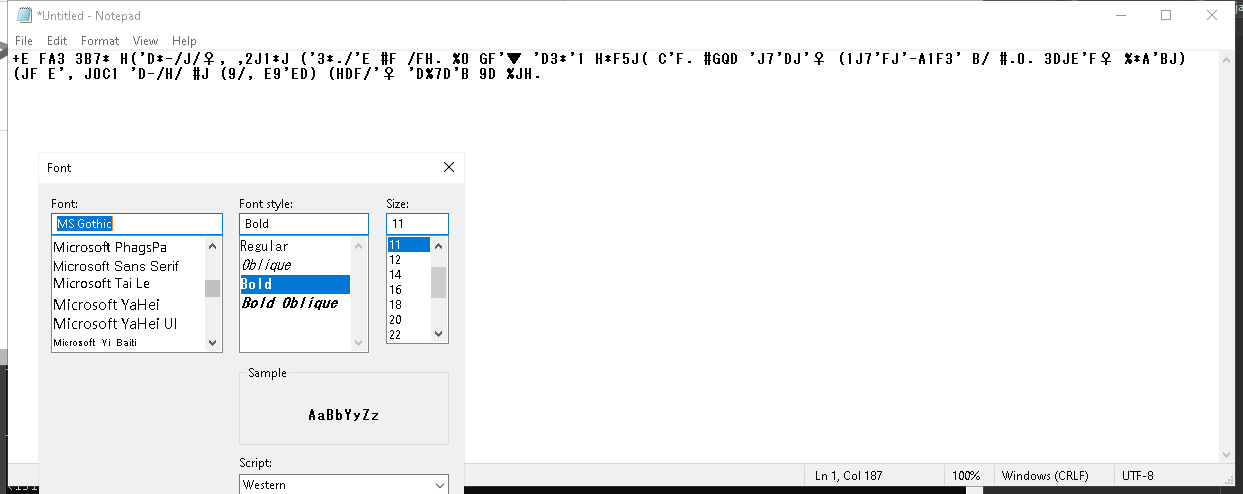 *Untitled - Notepad
File Edit Format View Help
+E FA3 3B7* H('D*-/J/♀, ,2J1*J ('3*./'E #F /FH. %0 GF'▼ 'D3*'1 H*F5J( C'F. #GQD 'J7'DJ'♀ (1J7'FJ'-A1F3' B/ #.0. 3DJE'F♀ %*A'BJ)
(JF E', JOC1 'D-/H/ #J (9/, E9'ED) (HDF/'♀ 'D%7D'B 9D %JH.
Font
Font:
Font style:
Size:
MS Gothic
Bold
11
Microsoft PhagsPa
Regular
11
Microsoft Sans Serif
Oblique
12
Microsoft Tai Le
Bold
14
Microsoft YaHei
Bold Oblique
16
Microsoft YaHei UI
18
Microsoft Yi Baiti
20
22
Sample
AaBbYyZz
Script:
Western
Ln 1, Col 187
100%
Windows (CRLF)
UTF-8